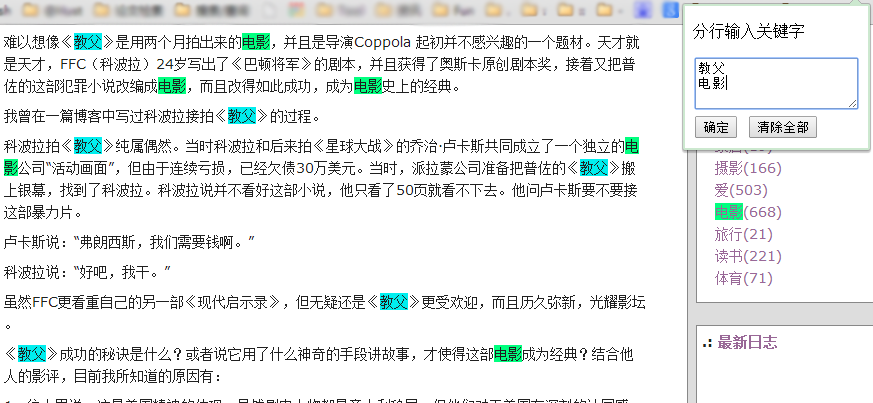 难以想像《教父》是用两个月拍出来的电影，并且是导演Coppola 起初并不感兴趣的一个题材。天才就
是天才，FFC（科波拉）24岁写出了《巴顿将军》的剧本，并且获得了奥斯卡原创剧本奖，接着又把普
佐的这部犯罪小说改编成电影，而且改得如此成功，成为电影史上的经典。
我曾在一篇博客中写过科波拉接拍《教父》的过程。
科波拉拍《教父》纯属偶然。当时科波拉和后来拍《星球大战》的乔治·卢卡斯共同成立了一个独立的电
影公司“活动画面”，但由于连续亏损，已经欠债30万美元。当时，派拉蒙公司准备把普佐的《教父》搬
上银幕，找到了科波拉。科波拉说并不看好这部小说，他只看了50页就看不下去。他问卢卡斯要不要接
这部暴力片。
卢卡斯说：“弗朗西斯，我们需要钱啊。”
科波拉说：“好吧，我干。”
虽然FFC更看重自己的另一部《现代启示录》，但无疑还是《教父》更受欢迎，而且历久弥新，光耀影坛
。
《教父》成功的秘诀是什么？或者说它用了什么神奇的手段讲故事，才使得这部电影成为经典？结合他
人的影评，目前我所知道的原因有：
分行输入关键字
教父
电影
确定 清除全部
摄影(166)
爱(503)
电影(668)
旅行(21)
读书(221)
体育(71)
.: 最新日志